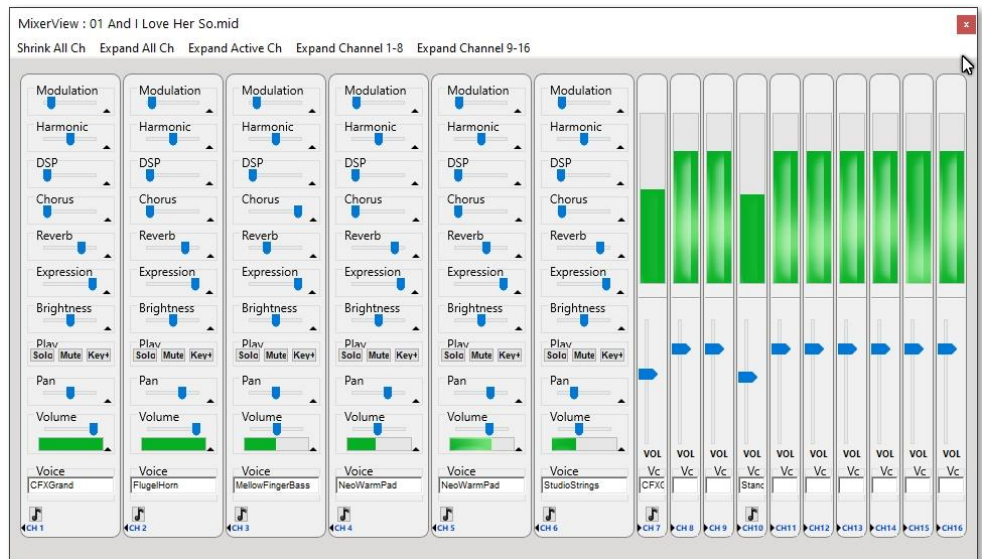 MixerView : 01 And I Love Her So.mid
x
Shrink All Ch Expand All Ch Expand Active Ch Expand Channel 1-8 Expand Channel 9-16
Modulation Modulation Modulation Modulation Modulation Modulation
Harmonic Harmonic Harmonic Harmonic Harmonic Harmonic
DSP DSP DSP DSP DSP DSP
Chorus Chorus Chorus Chorus Chorus Chorus
Reverb Reverb Reverb Reverb Reverb Reverb
Expression Expression Expression Expression Expression Expression
Brightness Brightness Brightness Brightness Brightness Brightness
Play Play Play Play Play Play
Solo Mute Key+ Solo Mute Key+ Solo Mute Key+ Solo Mute Key+ Solo Mute Key+ Solo Mute Key+
Pan Pan Pan Pan Pan Pan
Volume Volume Volume Volume Volume Volume
VOL VOL VOL VOL VOL VOL VOL VOL VOL VOL
Voice Voice Voice Voice Voice Voice Vc Vc Vc Vc Vc Vc Vc Vc Vc Vc
CFXGrand FlugelHorn MellowFingerBass NeoWarmPad NeoWarmPad StudioStrings CFXG Stand
CH 1 CH 2 CH 3 CH 4 CH 5 CH 6 CH 7 CH 8 CH 9 CH10 CH11 CH12 CH13 CH14 CH15 CH16